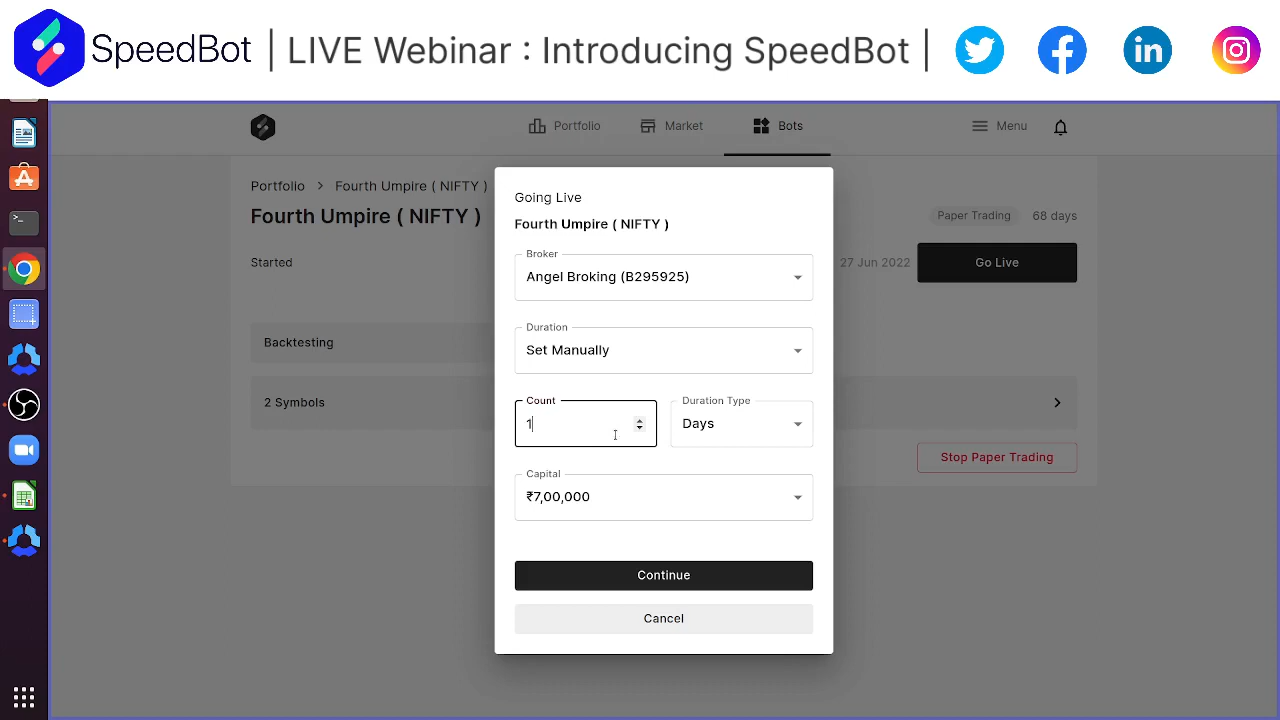 SpeedBot | LIVE Webinar : Introducing SpeedBot |
Portfolio Market Bots Menu
Portfolio > Fourth Umpire ( NIFTY )
Fourth Umpire ( NIFTY )
Paper Trading 68 days
Started
27 Jun 2022
Go Live
Backtesting
2 Symbols
Stop Paper Trading
Going Live
Fourth Umpire ( NIFTY )
Broker
Angel Broking (B295925)
Duration
Set Manually
Count
1
Duration Type
Days
Capital
₹7,00,000
Continue
Cancel